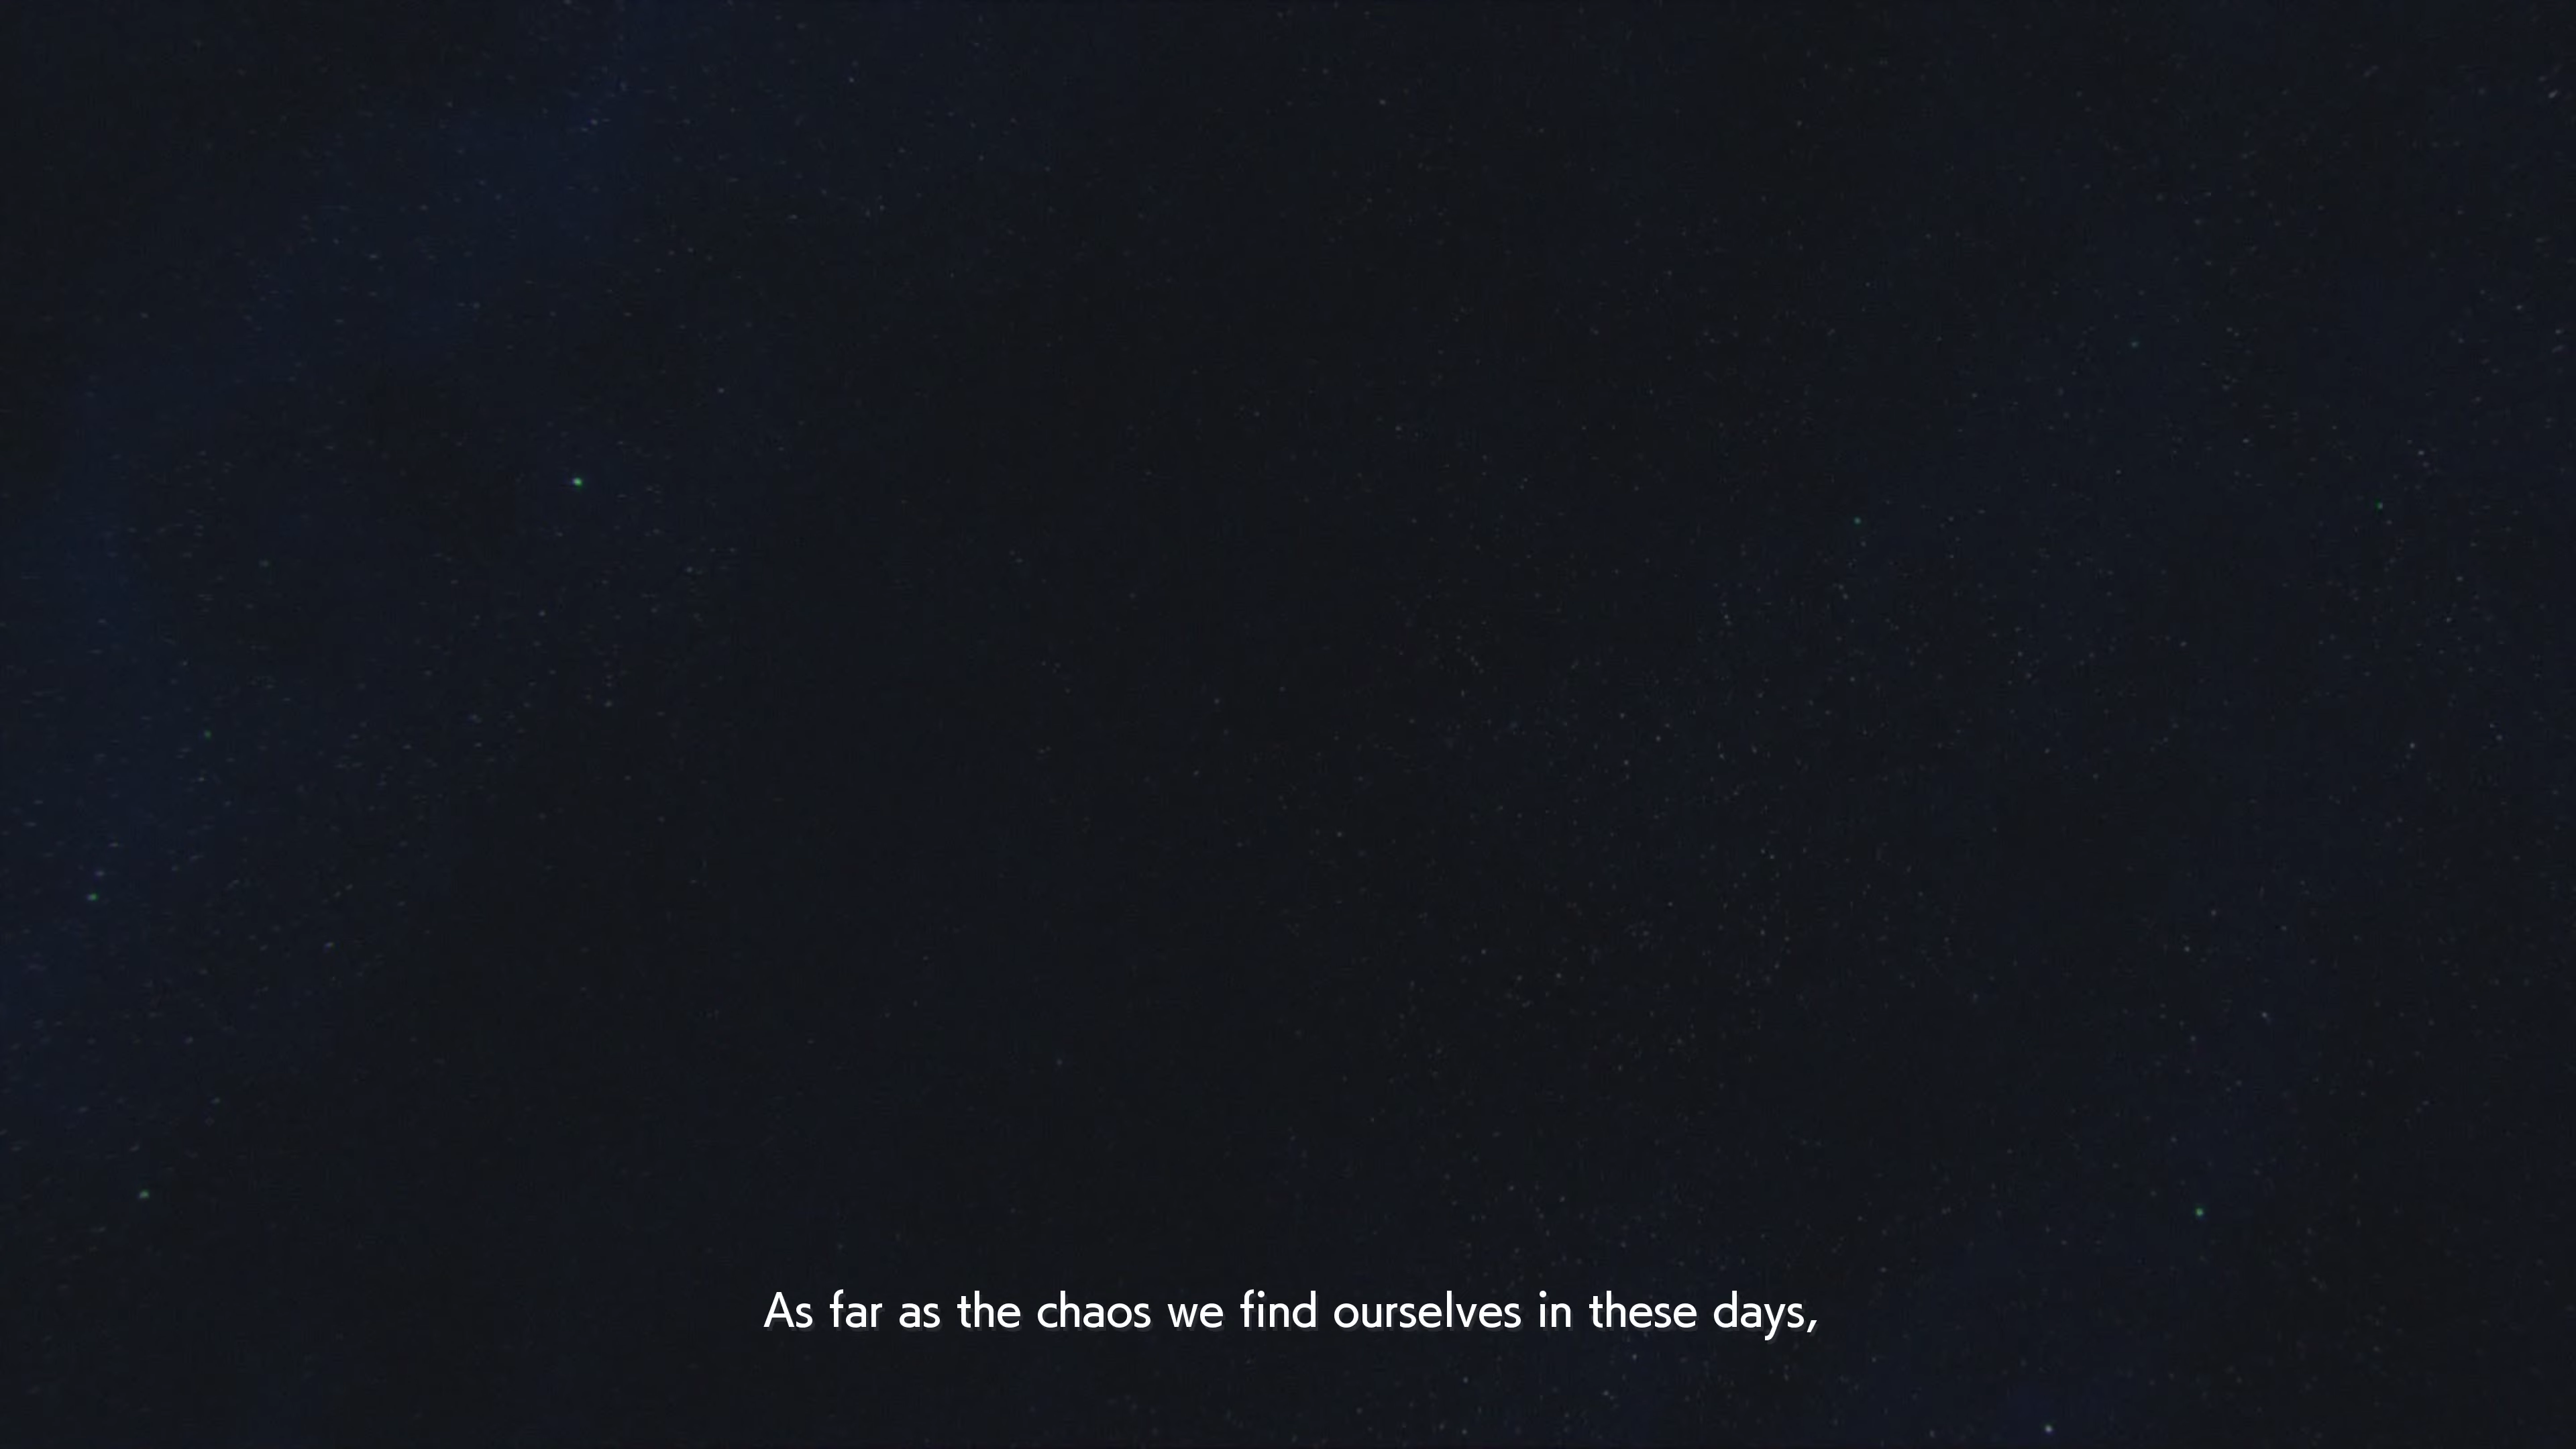 As far as the chaos we find ourselves in these days,